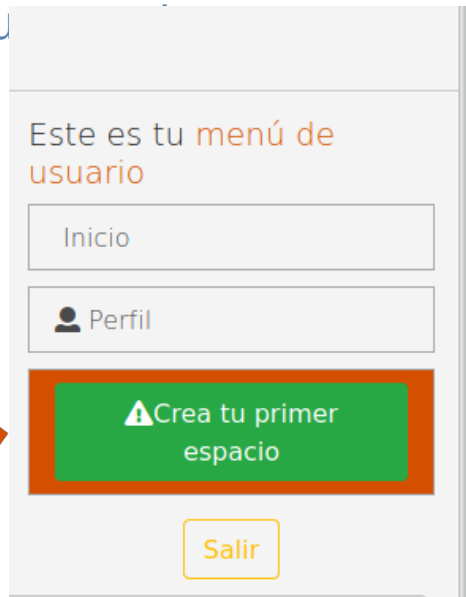 Este es tu menú de
usuario
Inicio
Perfil
Crea tu primer
espacio
Salir